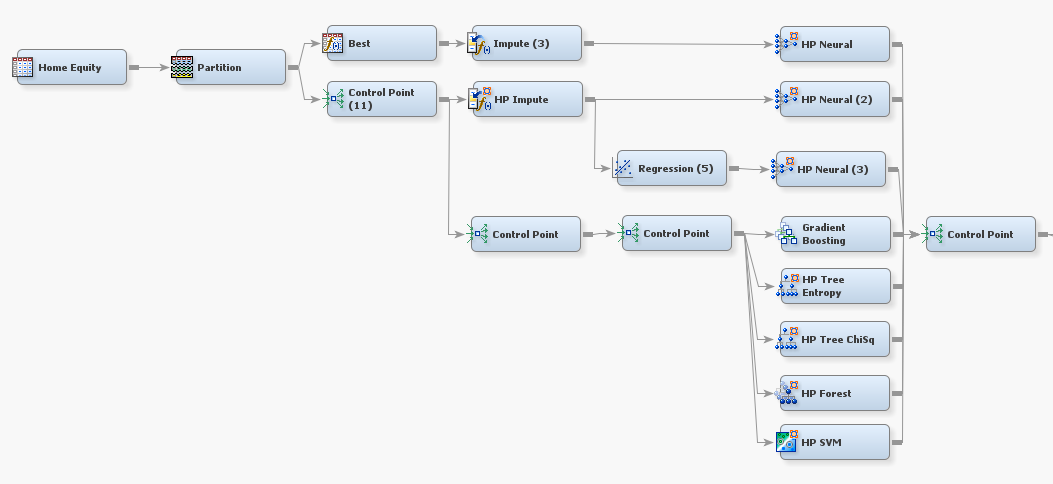 Home Equity
Partition
Best
Impute (3)
HP Neural
Control Point
(11)
HP Impute
HP Neural (2)
Regression (5)
HP Neural (3)
Control Point
Control Point
Gradient
Boosting
Control Point
HP Tree
Entropy
HP Tree ChiSq
HP Forest
HP SVM